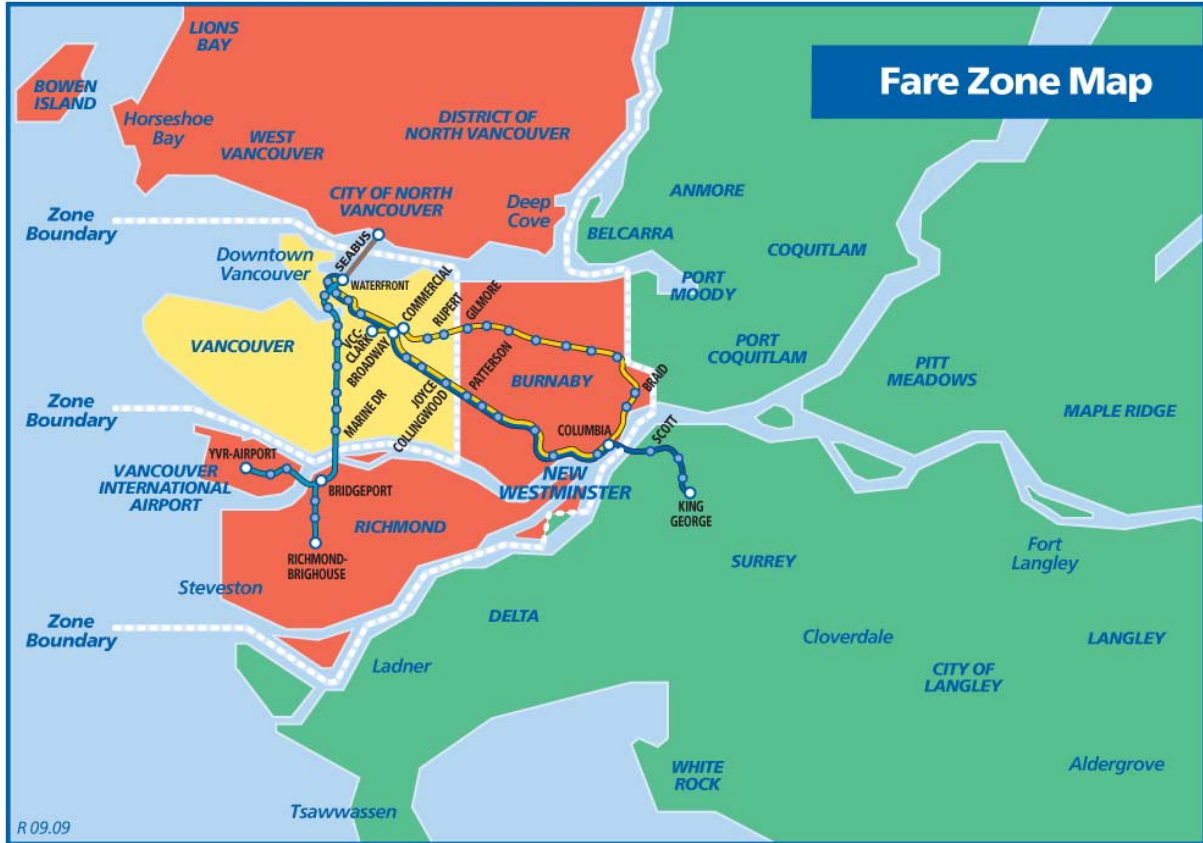 Fare Zone Map
LIONS
BAY
BOWEN
ISLAND
Horseshoe
Bay
WEST
VANCOUVER
DISTRICT OF
NORTH VANCOUVER
CITY OF NORTH
VANCOUVER
Deep
Cove
ANMORE
BELCARRA
COQUITLAM
Zone
Boundary
Downtown
Vancouver
SEABUS
WATERFRONT
PORT
MOODY
COMMERCIAL
RUPERT
GILMORE
VANCOUVER
VCC-
CLARK
BROADWAY
PATTERSON
BURNABY
PORT
COQUITLAM
PITT
MEADOWS
MAPLE RIDGE
JOYCE
COLLINGWOOD
BRAID
Zone
Boundary
MARINE DR
COLUMBIA
SCOTT
YVR-AIRPORT
VANCOUVER
INTERNATIONAL
AIRPORT
BRIDGEPORT
NEW
WESTMINSTER
KING
GEORGE
RICHMOND
RICHMOND-
BRIGHOUSE
Fort
Langley
SURREY
Steveston
Zone
Boundary
DELTA
Cloverdale
LANGLEY
Ladner
CITY OF
LANGLEY
WHITE
ROCK
Aldergrove
Tsawwassen
R 09.09